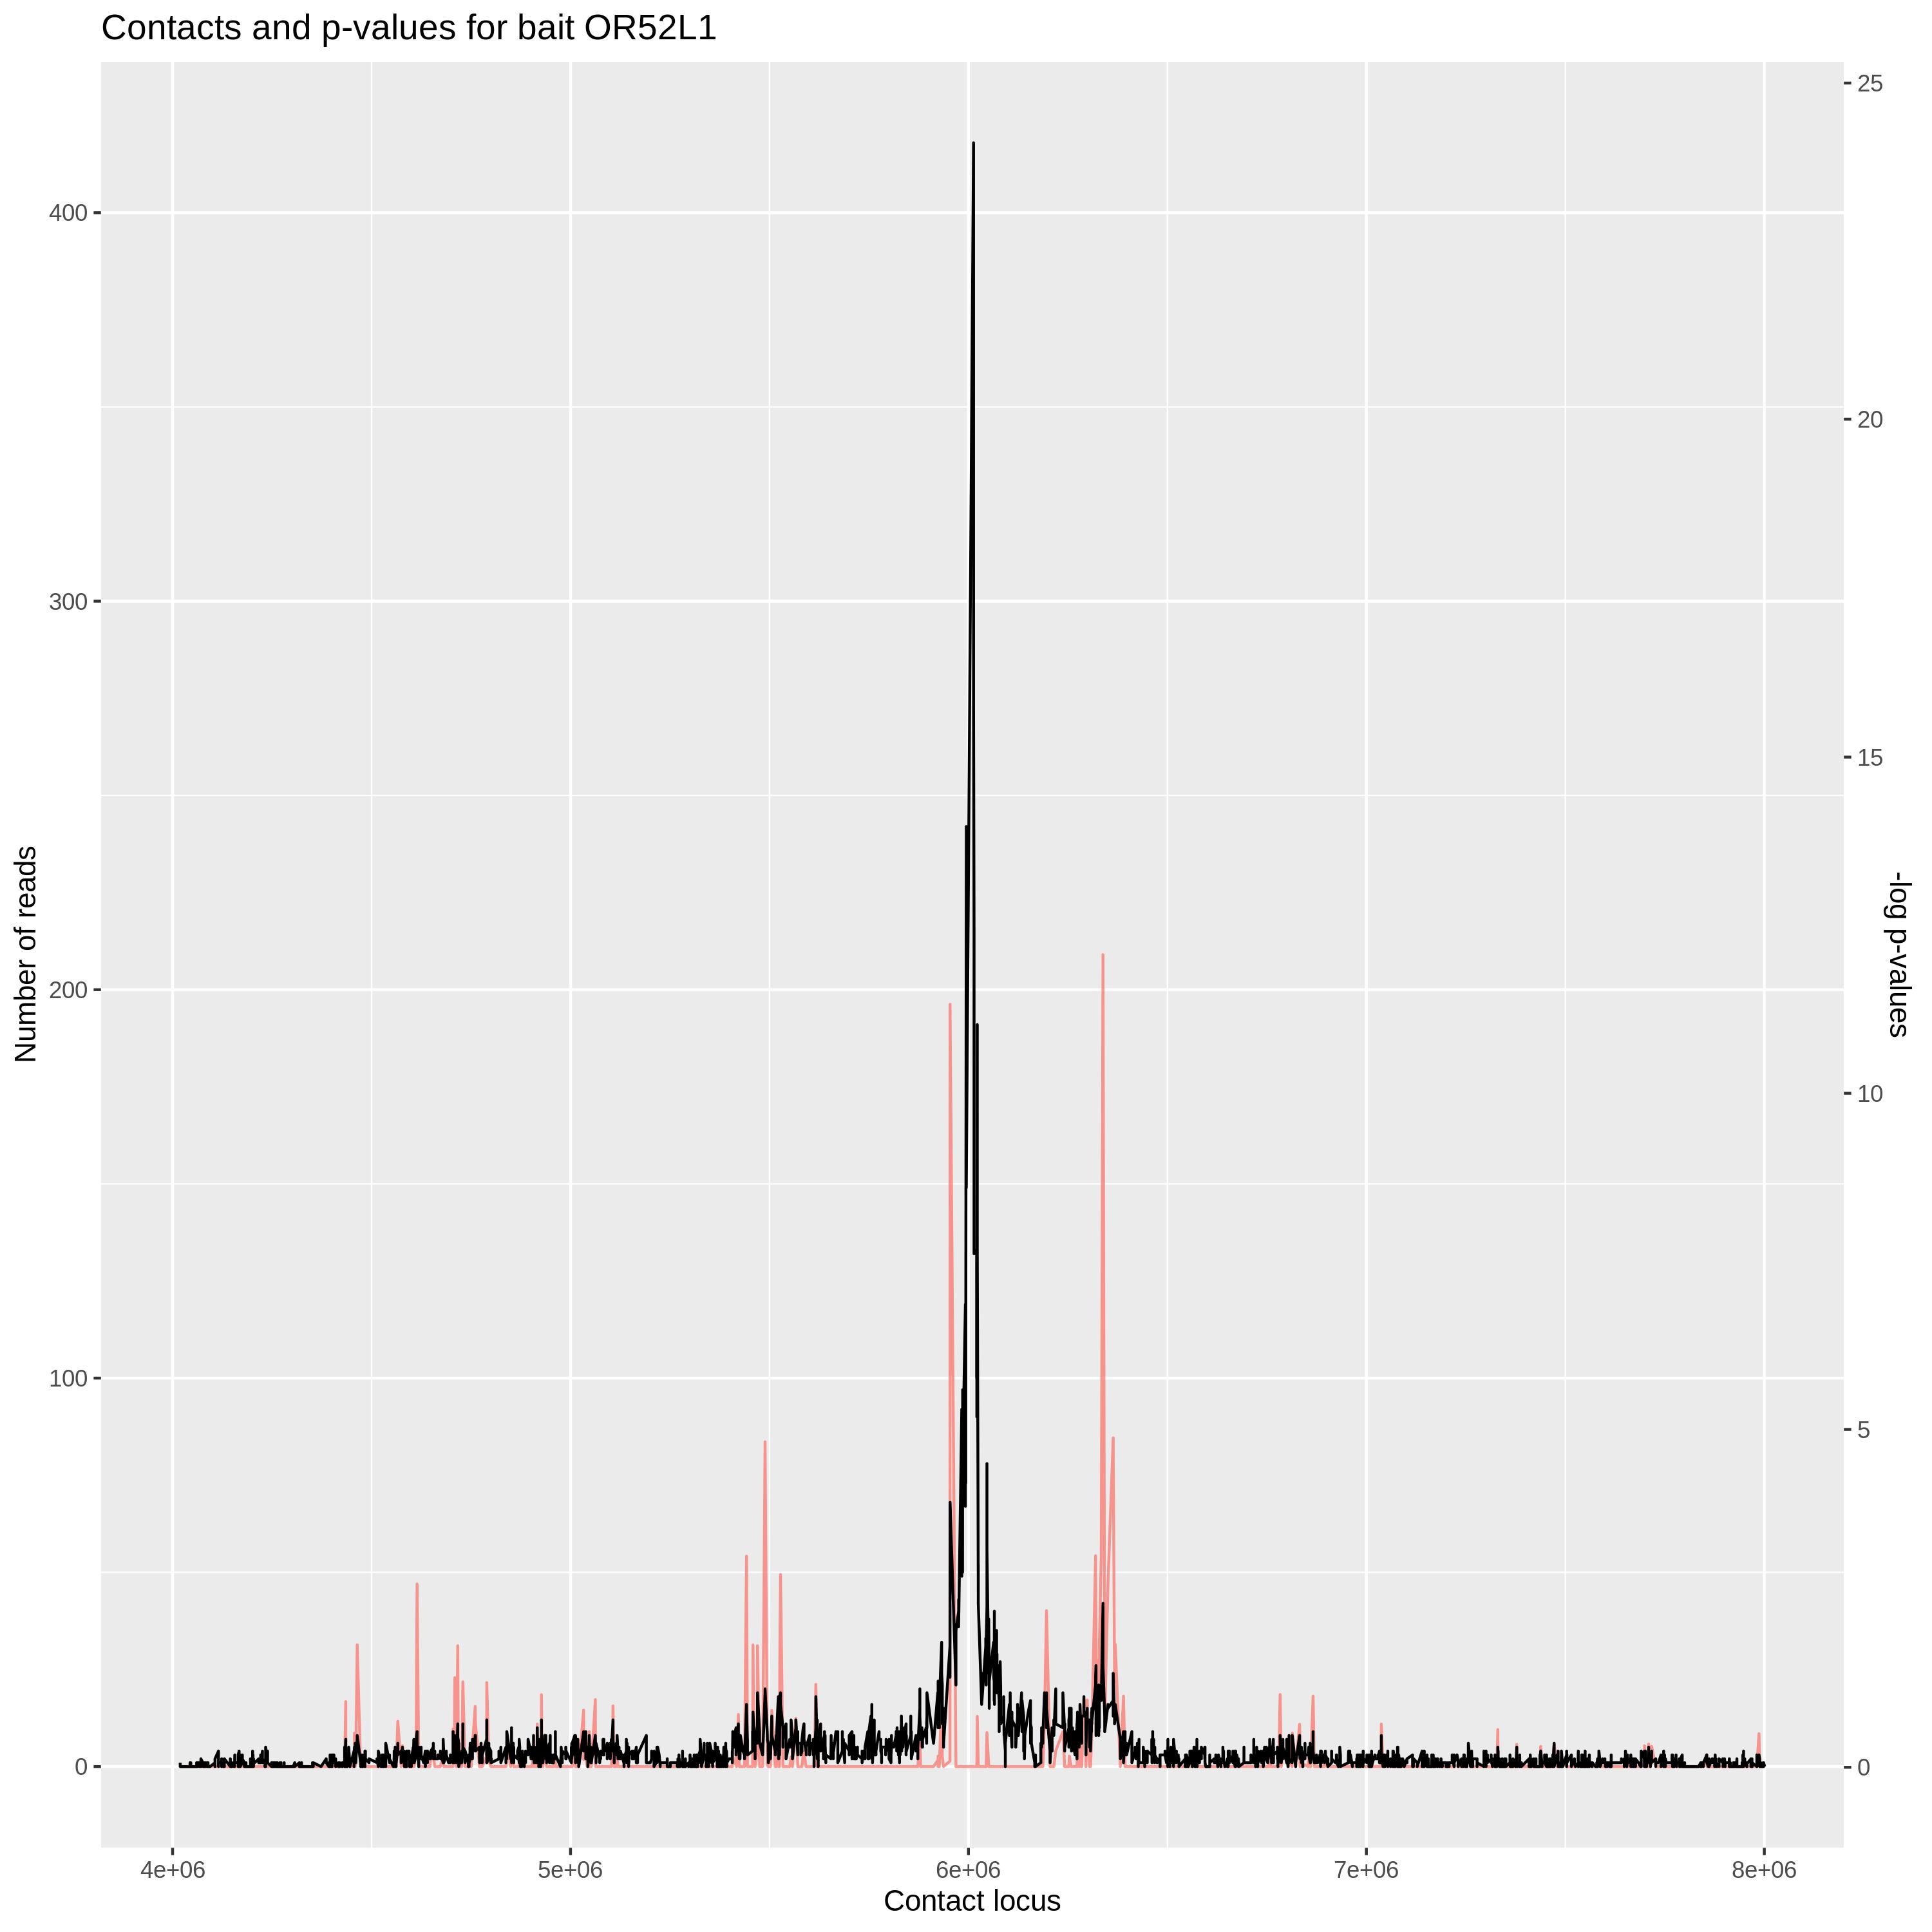 Contacts and p-values for bait OR52L1
25
400
20
300
15
Number of reads
-log p-values
200
10
100
5
0
0
4e+06
5e+06
6e+06
7e+06
8e+06
Contact locus